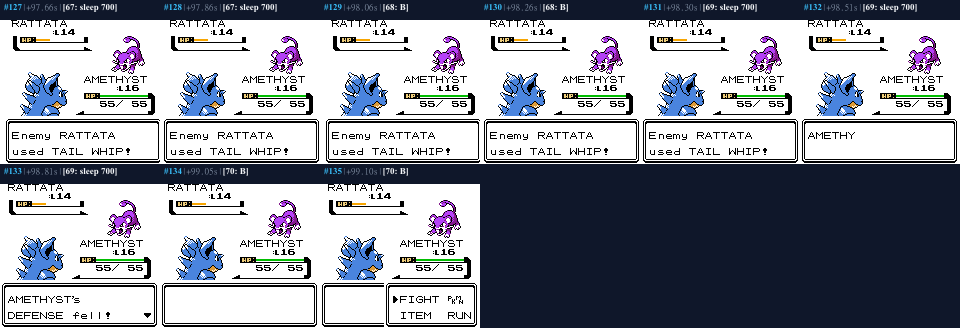 #127|+97.66s|[67: sleep 700]
RATTATA
:L14
HP:
AMETHYST
:L16
HP:
55/ 55
Enemy RATTATA
used TAIL WHIP!
#128|+97.86s|[67: sleep 700]
RATTATA
:L14
HP:
AMETHYST
:L16
HP:
55/ 55
Enemy RATTATA
used TAIL WHIP!
#129|+98.06s|[68: B]
RATTATA
:L14
HP:
AMETHYST
:L16
HP:
55/ 55
Enemy RATTATA
used TAIL WHIP!
#130|+98.26s|[68: B]
RATTATA
:L14
HP:
AMETHYST
:L16
HP:
55/ 55
Enemy RATTATA
used TAIL WHIP!
#131|+98.30s|[69: sleep 700]
RATTATA
:L14
HP:
AMETHYST
:L16
HP:
55/ 55
Enemy RATTATA
used TAIL WHIP!
#132|+98.51s|[69: sleep 700]
RATTATA
:L14
HP:
AMETHYST
:L16
HP:
55/ 55
AMETHY
#133|+98.81s|[69: sleep 700]
RATTATA
:L14
HP:
AMETHYST
:L16
HP:
55/ 55
AMETHYST's
DEFENSE fell!
#134|+99.05s|[70: B]
RATTATA
:L14
HP:
AMETHYST
:L16
HP:
55/ 55
#135|+99.10s|[70: B]
RATTATA
:L14
HP:
AMETHYST
:L16
HP:
55/ 55
FIGHT PKMN
ITEM RUN